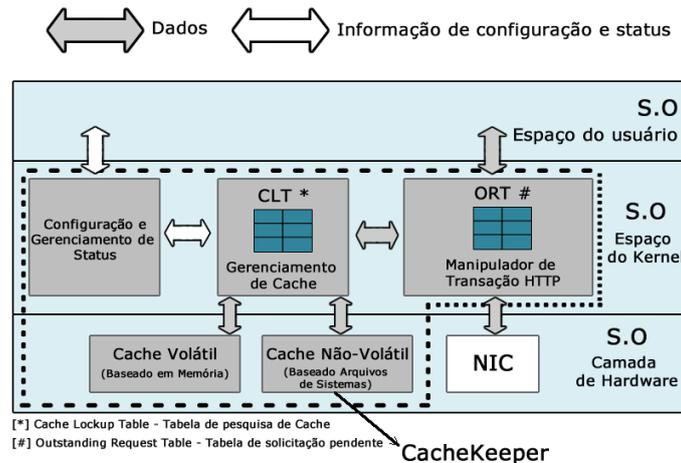 Dados
Informação de configuração e status
S.O
Espaço do usuário
CLT *
ORT #
Configuração e
Gerenciamento de
Status
Gerenciamento
de Cache
Manipulador de
Transação HTTP
S.O
Espaço
do Kernel
Cache Volátil
(Baseado em Memória)
Cache Não-Volátil
(Baseado Arquivos
de Sistemas)
NIC
S.O
Camada
de Hardware
[*] Cache Lockup Table - Tabela de pesquisa de Cache
[#] Outstanding Request Table - Tabela de solicitação pendente
CacheKeeper